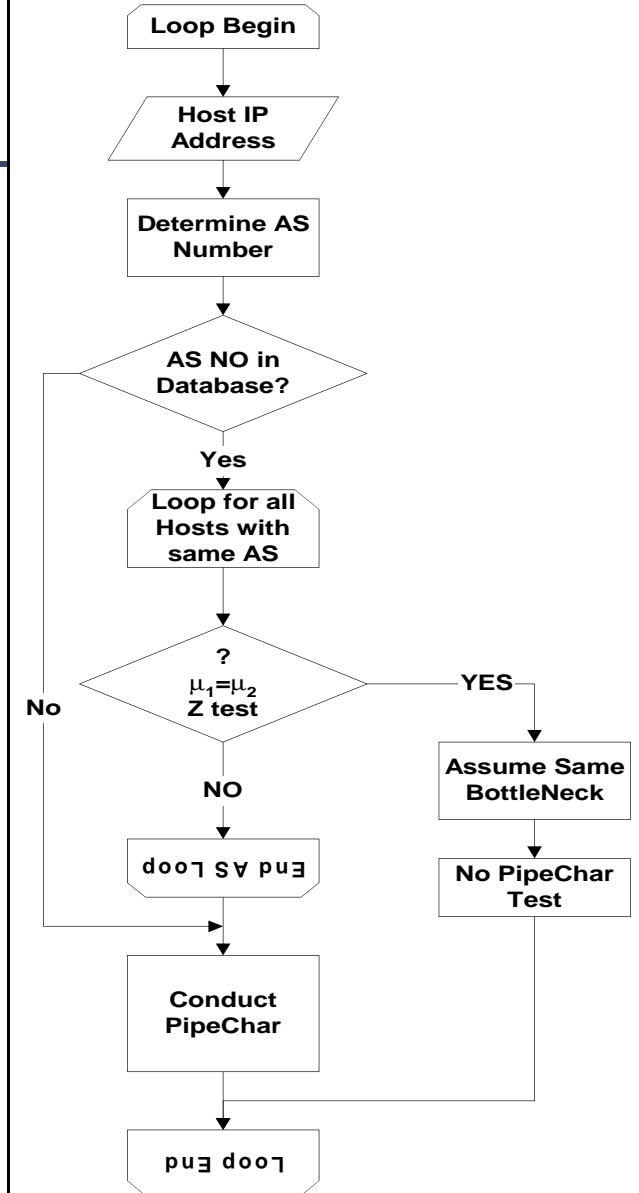 Loop Begin
Host IP
Address
Determine AS
Number
AS NO in
Database?
Yes
Loop for all
Hosts with
same AS
?
μ₁=μ₂
Z test
YES
No
Assume Same
BottleNeck
NO
End AS Loop
No PipeChar
Test
Conduct
PipeChar
Loop End